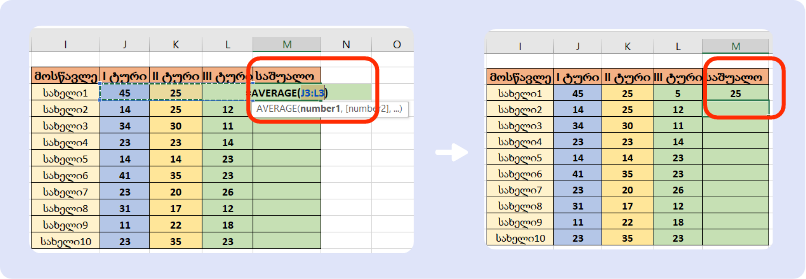 I J K L M N O
მოსწავლე I ტური II ტური III ტური საშუალო
სახელი1 45 25 =AVERAGE(J3:L3)
AVERAGE(number1, [number2], ...)
სახელი2 14 25 12
სახელი3 34 30 11
სახელი4 23 23 14
სახელი5 14 14 23
სახელი6 41 35 23
სახელი7 23 20 26
სახელი8 31 17 12
სახელი9 11 22 18
სახელი10 23 35 23
I J K L M
მოსწავლე I ტური II ტური III ტური საშუალო
სახელი1 45 25 5 25
სახელი2 14 25 12
სახელი3 34 30 11
სახელი4 23 23 14
სახელი5 14 14 23
სახელი6 41 35 23
სახელი7 23 20 26
სახელი8 31 17 12
სახელი9 11 22 18
სახელი10 23 35 23